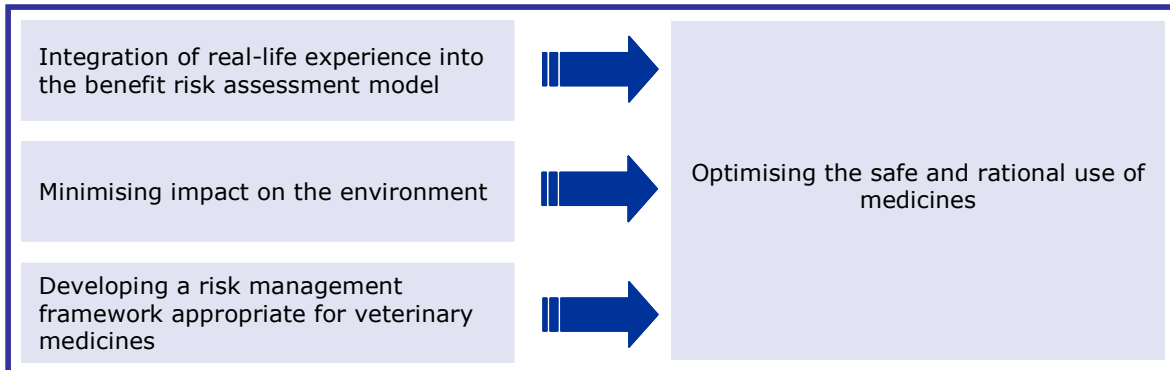 Integration of real-life experience into
the benefit risk assessment model
Minimising impact on the environment
Developing a risk management
framework appropriate for veterinary
medicines
Optimising the safe and rational use of
medicines